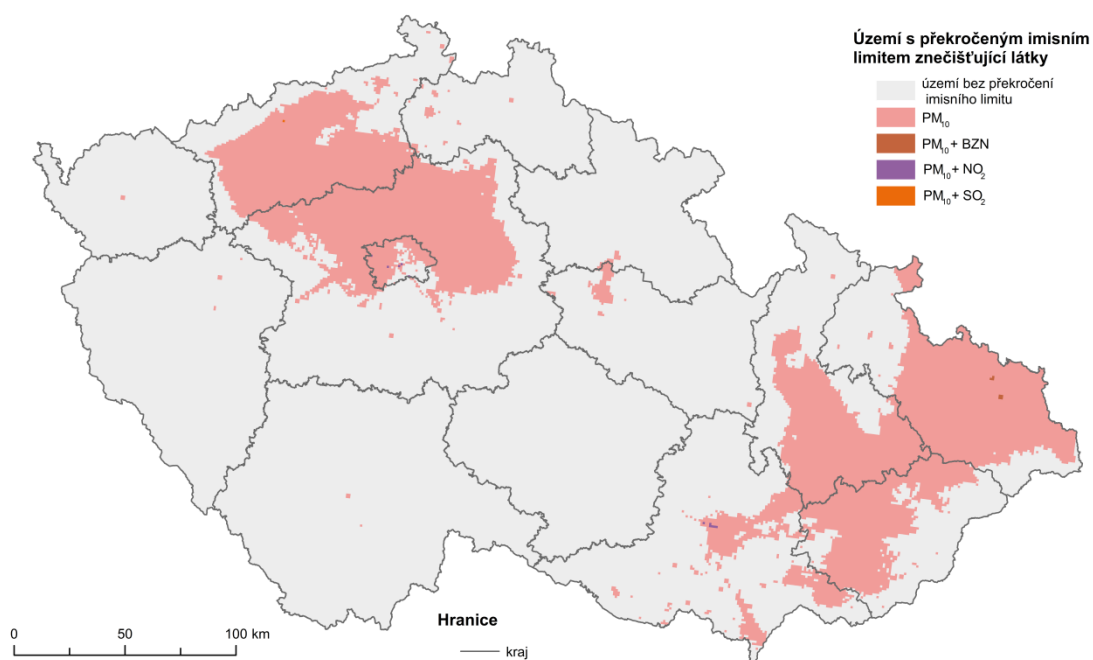 Území s překročeným imisním
limitem znečišťující látky
území bez překročení
imisního limitu
PM₁₀
PM₁₀ + BZN
PM₁₀ + NO₂
PM₁₀ + SO₂
Hranice
kraj
0 50 100 km